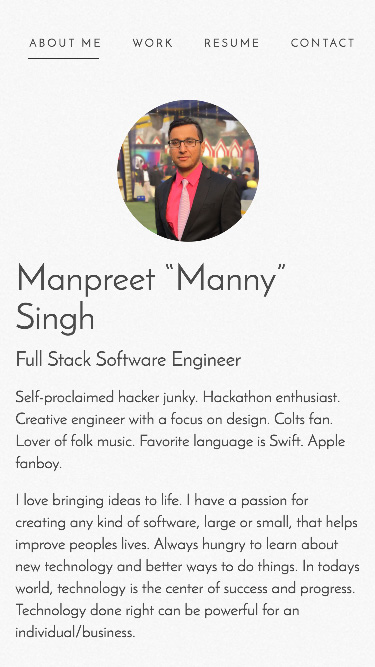 ABOUT ME WORK RESUME CONTACT
Manpreet “Manny”
Singh
Full Stack Software Engineer
Self-proclaimed hacker junky. Hackathon enthusiast.
Creative engineer with a focus on design. Colts fan.
Lover of folk music. Favorite language is Swift. Apple
fanboy.
I love bringing ideas to life. I have a passion for
creating any kind of software, large or small, that helps
improve peoples lives. Always hungry to learn about
new technology and better ways to do things. In todays
world, technology is the center of success and progress.
Technology done right can be powerful for an
individual/business.